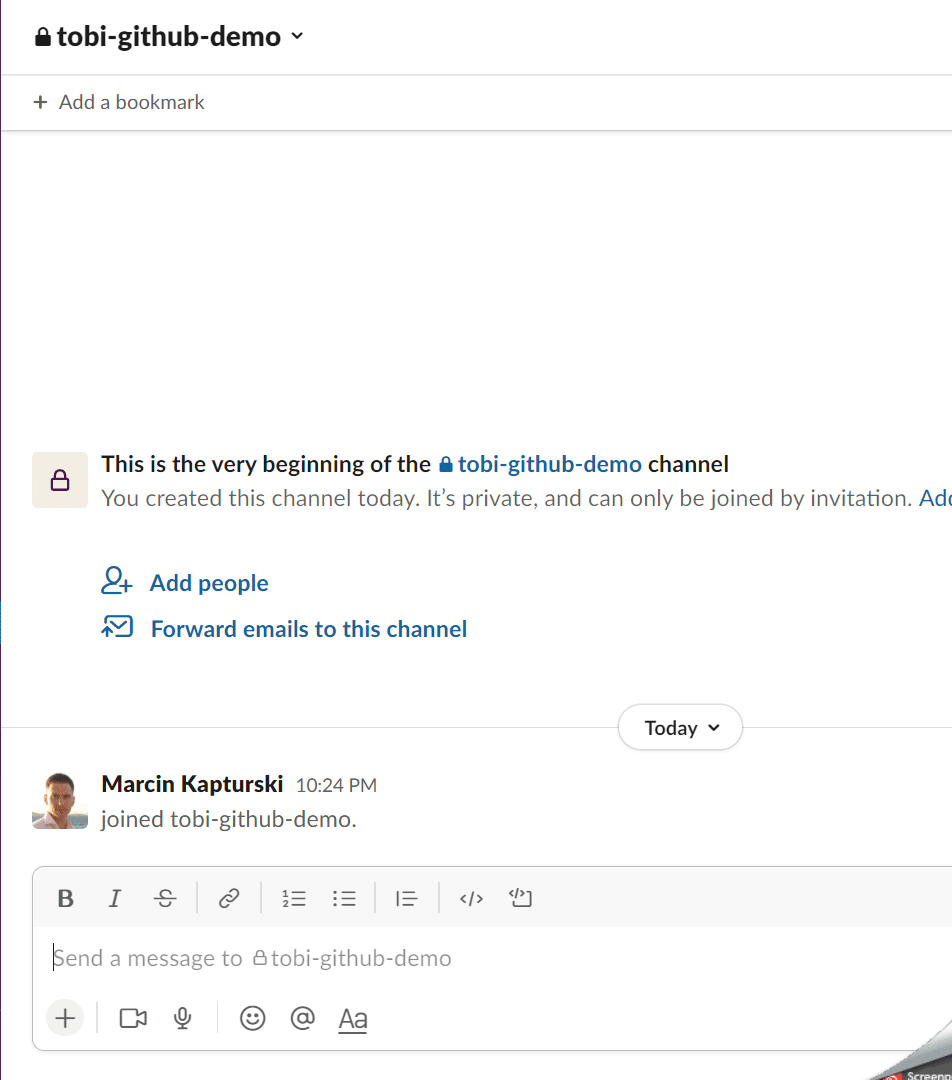 tobi-github-demo
+ Add a bookmark
This is the very beginning of the tobi-github-demo channel
You created this channel today. It’s private, and can only be joined by invitation.
Add people
Forward emails to this channel
Today
Marcin Kapturski 10:24 PM
joined tobi-github-demo.
B I S
Send a message to tobi-github-demo
Aa